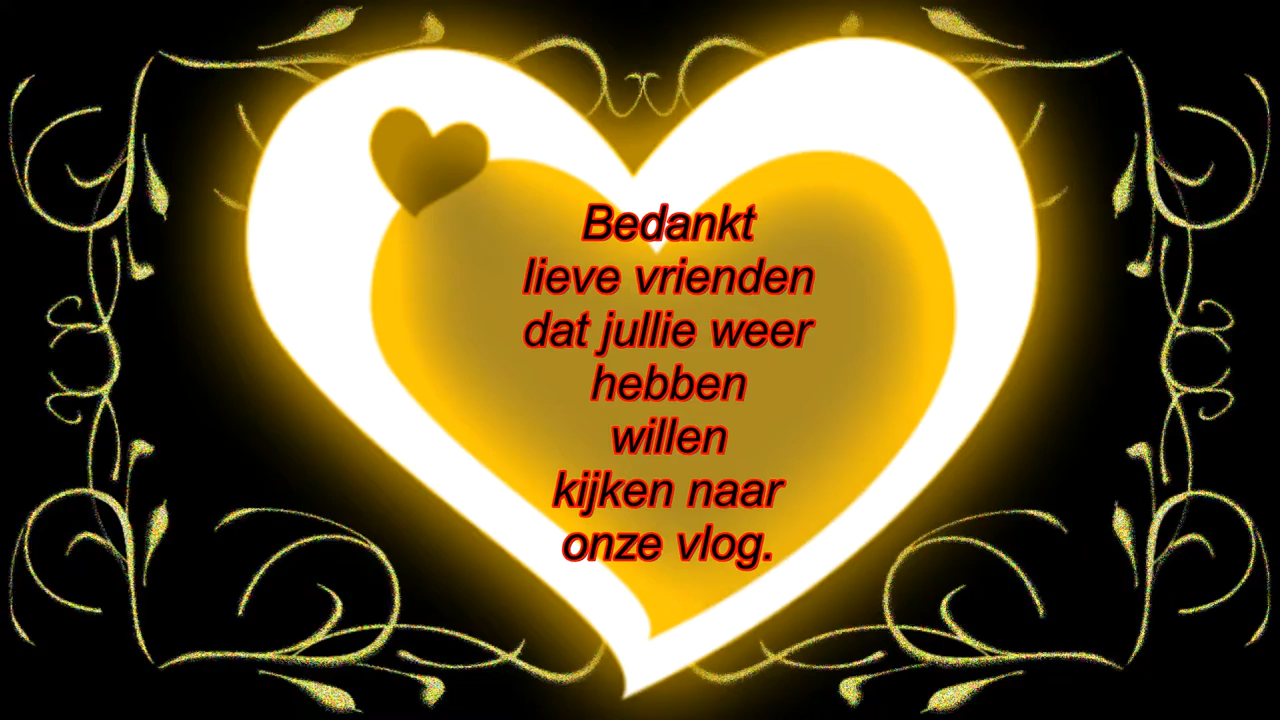 Bedankt
lieve vrienden
dat jullie weer
hebben
willen
kijken naar
onze vlog.